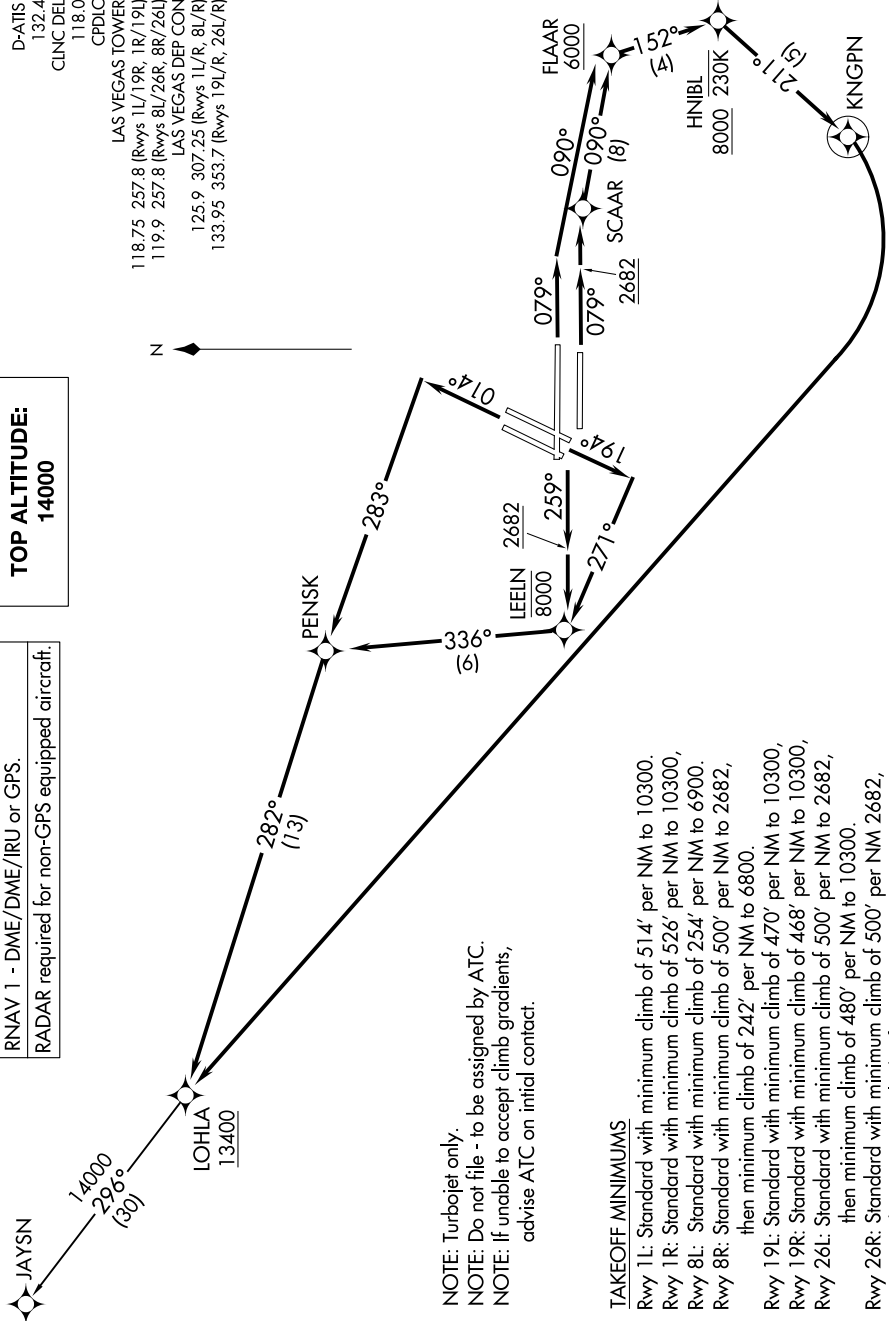 RNAV 1 - DME/DME/IRU or GPS.
RADAR required for non-GPS equipped aircraft.
TOP ALTITUDE:
14000
D-ATIS
132.4
CLNC DEL
118.0
CPDLC
LAS VEGAS TOWER
118.75 257.8 (Rwys 1L/19R, 1R/19L)
119.9 257.8 (Rwys 8L/26R, 8R/26L)
LAS VEGAS DEP CON
125.9 307.25 (Rwys 1L/R, 8L/R)
133.95 353.7 (Rwys 19L/R, 26L/R)
N
JAYSN
14000
296°
(30)
LOHLA
13400
282°
(13)
PENSK
283°
014°
336°
(6)
LEELN
8000
2682
259°
271°
194°
079°
079°
2682
SCAAR
090°
090°
(8)
FLAAR
6000
152°
(4)
HNIBL
8000 230K
211°
(5)
KNGPN
NOTE: Turbojet only.
NOTE: Do not file - to be assigned by ATC.
NOTE: If unable to accept climb gradients,
advise ATC on intial contact.
TAKEOFF MINIMUMS
Rwy 1L: Standard with minimum climb of 514' per NM to 10300.
Rwy 1R: Standard with minimum climb of 526' per NM to 10300,
Rwy 8L: Standard with minimum climb of 254' per NM to 6900.
Rwy 8R: Standard with minimum climb of 500' per NM to 2682,
then minimum climb of 242' per NM to 6800.
Rwy 19L: Standard with minimum climb of 470' per NM to 10300,
Rwy 19R: Standard with minimum climb of 468' per NM to 10300,
Rwy 26L: Standard with minimum climb of 500' per NM to 2682,
then minimum climb of 480' per NM to 10300.
Rwy 26R: Standard with minimum climb of 500' per NM 2682,